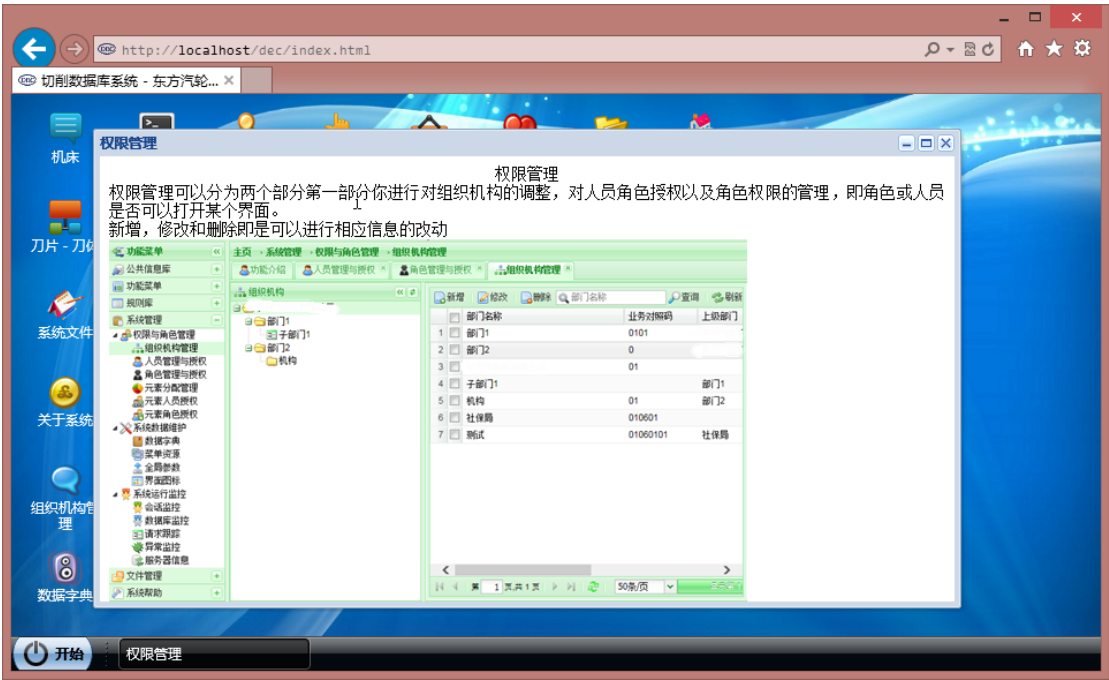 http://localhost/dec/index.html
切削数据库系统 - 东方汽轮...
机床
刀片 - 刀
系统文件
关于系统
组织机构管
理
数据字典
权限管理
权限管理
权限管理可以分为两个部分第一部分你进行对组织机构的调整，对人员角色授权以及角色权限的管理，即角色或人员
是否可以打开某个界面。
新增，修改和删除即是可以进行相应信息的改动
功能菜单
公共信息库
功能菜单
规则库
系统管理
权限与角色管理
组织机构管理
人员管理与授权
角色管理与授权
元素分配管理
元素人员授权
元素角色授权
系统数据维护
数据字典
菜单资源
全局参数
界面图标
系统运行监控
会话监控
数据库监控
请求跟踪
异常监控
服务器信息
文件管理
系统帮助
主页 系统管理 权限与角色管理 组织机构管理
功能介绍 人员管理与授权 角色管理与授权 组织机构管理
组织机构
部门1
子部门1
部门2
机构
新增 修改 删除 部门名称 查询 刷新
部门名称 业务对照码 上级部门
1 部门1 0101
2 部门2 0
3 01
4 子部门1 部门1
5 机构 01 部门2
6 社保局 010601
7 测试 01060101 社保局
第 1 页,共 1 页 50条/页
开始 权限管理